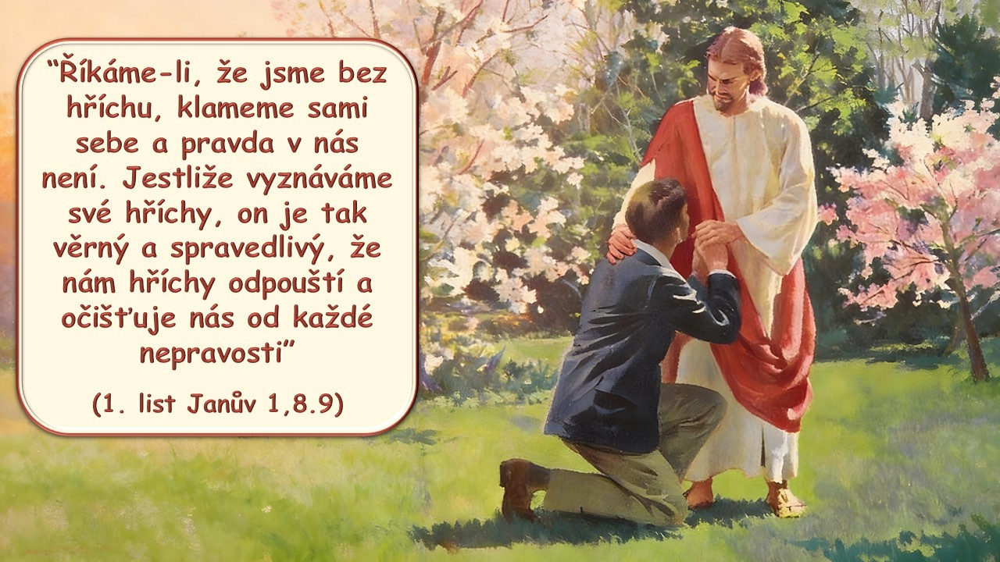 “Říkáme-li, že jsme bez
hříchu, klameme sami
sebe a pravda v nás
není. Jestliže vyznáváme
své hříchy, on je tak
věrný a spravedlivý, že
nám hříchy odpouští a
očišťuje nás od každé
nepravosti”
(1. list Janův 1,8.9)